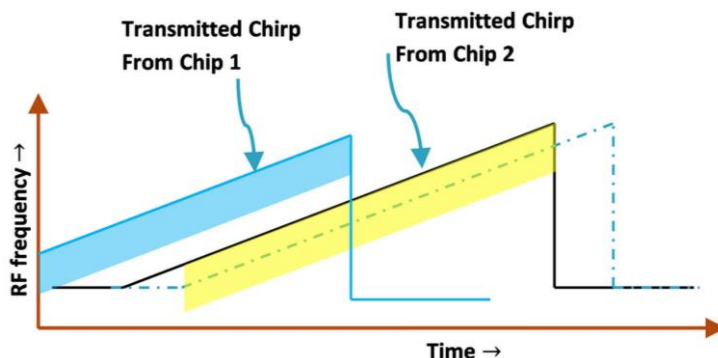 Transmitted Chirp
From Chip 1
Transmitted Chirp
From Chip 2
RF frequency →
Time →